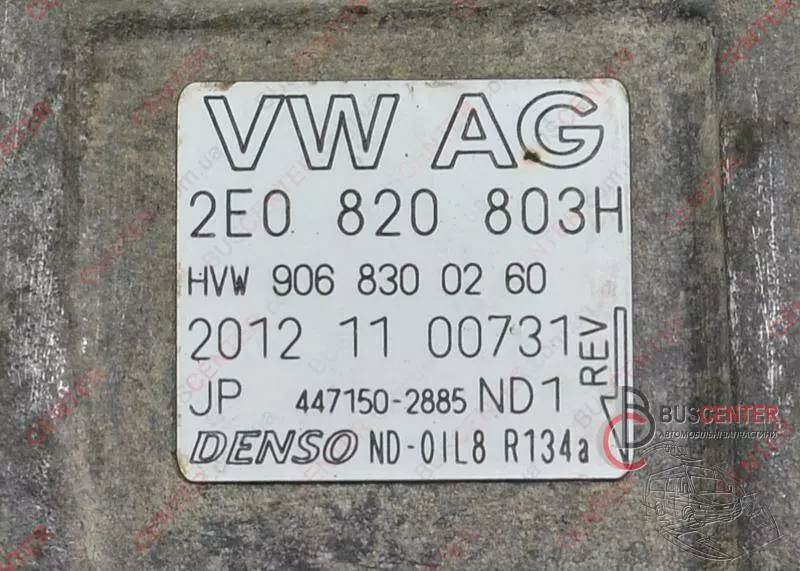 VW AG
2E0 820 803H
HVW 906 830 02 60
2012 11 00731
REV
JP 447150-2885 ND1
DENSO ND-OIL8 R134a
BUSCENTER
АВТОМОБІЛЬНІ ЗАПЧАСТИНИ